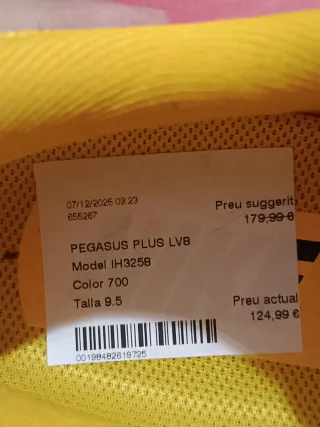 07/12/2025 09:23
655267
Preu suggerit
179,99 €
PEGASUS PLUS LV8
Model IH3258
Color 700
Talla 9.5
Preu actual
124,99 €
00198482619725